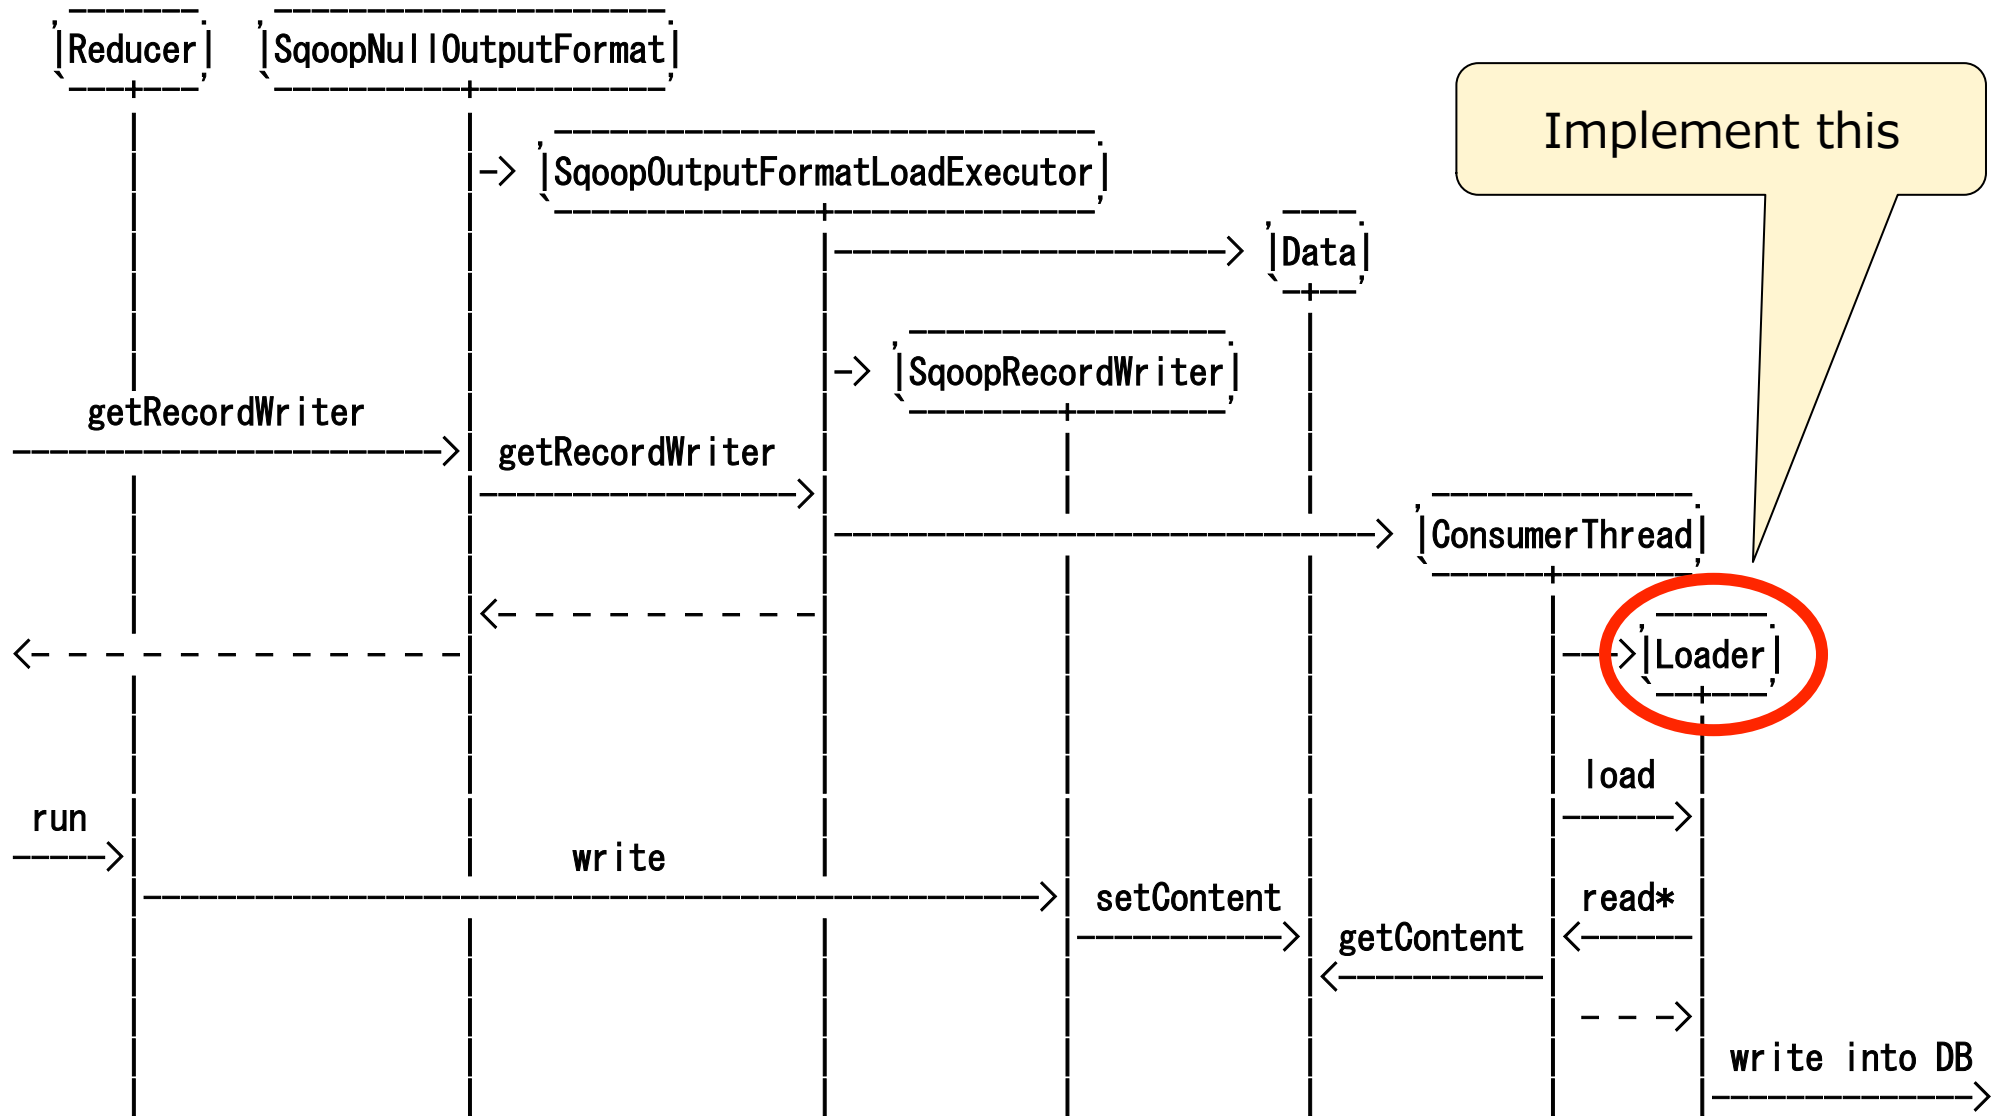 Reducer
SqoopNullOutputFormat
Implement this
SqoopOutputFormatLoadExecutor
Data
SqoopRecordWriter
getRecordWriter
getRecordWriter
ConsumerThread
Loader
load
run
write
setContent
read*
getContent
write into DB